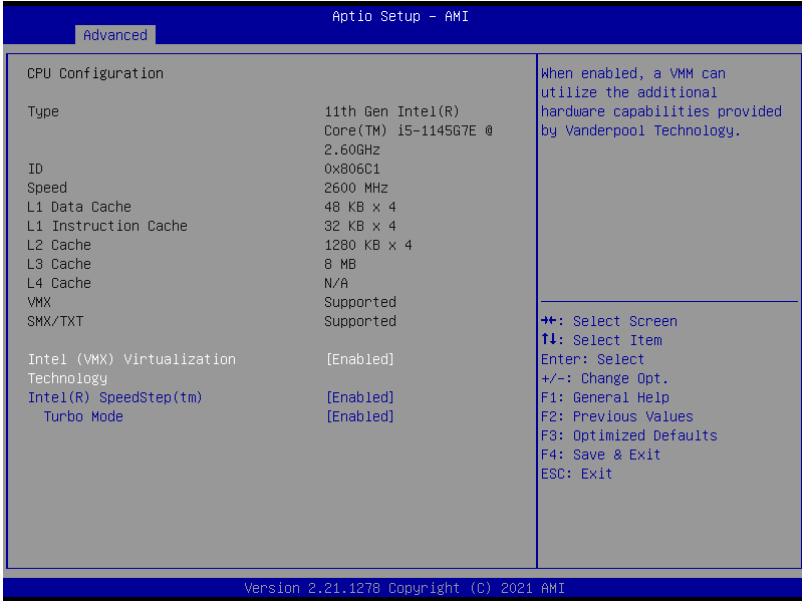 Aptio Setup – AMI
Advanced
CPU Configuration
Type 11th Gen Intel(R)
Core(TM) i5-1145G7E @
2.60GHz
ID 0x806C1
Speed 2600 MHz
L1 Data Cache 48 KB x 4
L1 Instruction Cache 32 KB x 4
L2 Cache 1280 KB x 4
L3 Cache 8 MB
L4 Cache N/A
VMX Supported
SMX/TXT Supported
Intel (VMX) Virtualization [Enabled]
Technology
Intel(R) SpeedStep(tm) [Enabled]
Turbo Mode [Enabled]
When enabled, a VMM can
utilize the additional
hardware capabilities provided
by Vanderpool Technology.
→←: Select Screen
↑↓: Select Item
Enter: Select
+/-: Change Opt.
F1: General Help
F2: Previous Values
F3: Optimized Defaults
F4: Save & Exit
ESC: Exit
Version 2.21.1278 Copyright (C) 2021 AMI